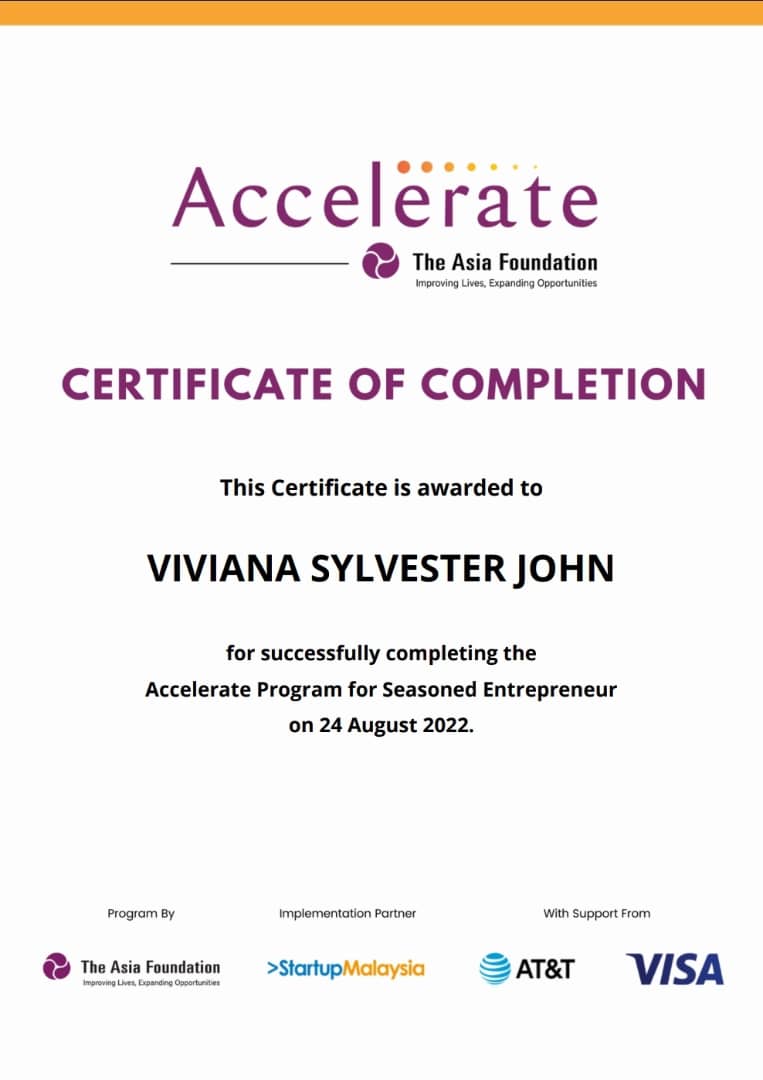 Accelerate
The Asia Foundation
Improving Lives, Expanding Opportunities
CERTIFICATE OF COMPLETION
This Certificate is awarded to
VIVIANA SYLVESTER JOHN
for successfully completing the
Accelerate Program for Seasoned Entrepreneur
on 24 August 2022.
Program By
Implementation Partner
With Support From
The Asia Foundation
Improving Lives, Expanding Opportunities
>StartupMalaysia
AT&T
VISA